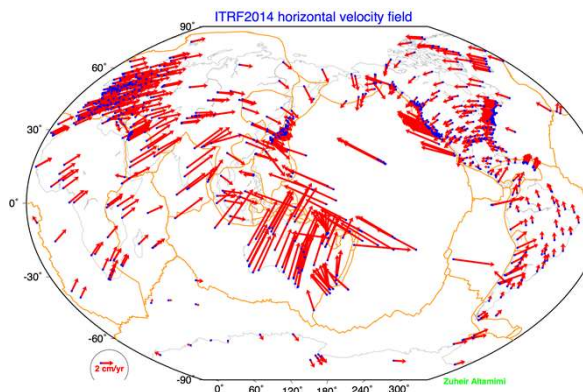 ITRF2014 horizontal velocity field
90˚
60˚
30˚
0˚
-30˚
-60˚
-90˚
2 cm/yr
0˚ 60˚ 120˚ 180˚ 240˚ 300˚
Zuheir Altamimi